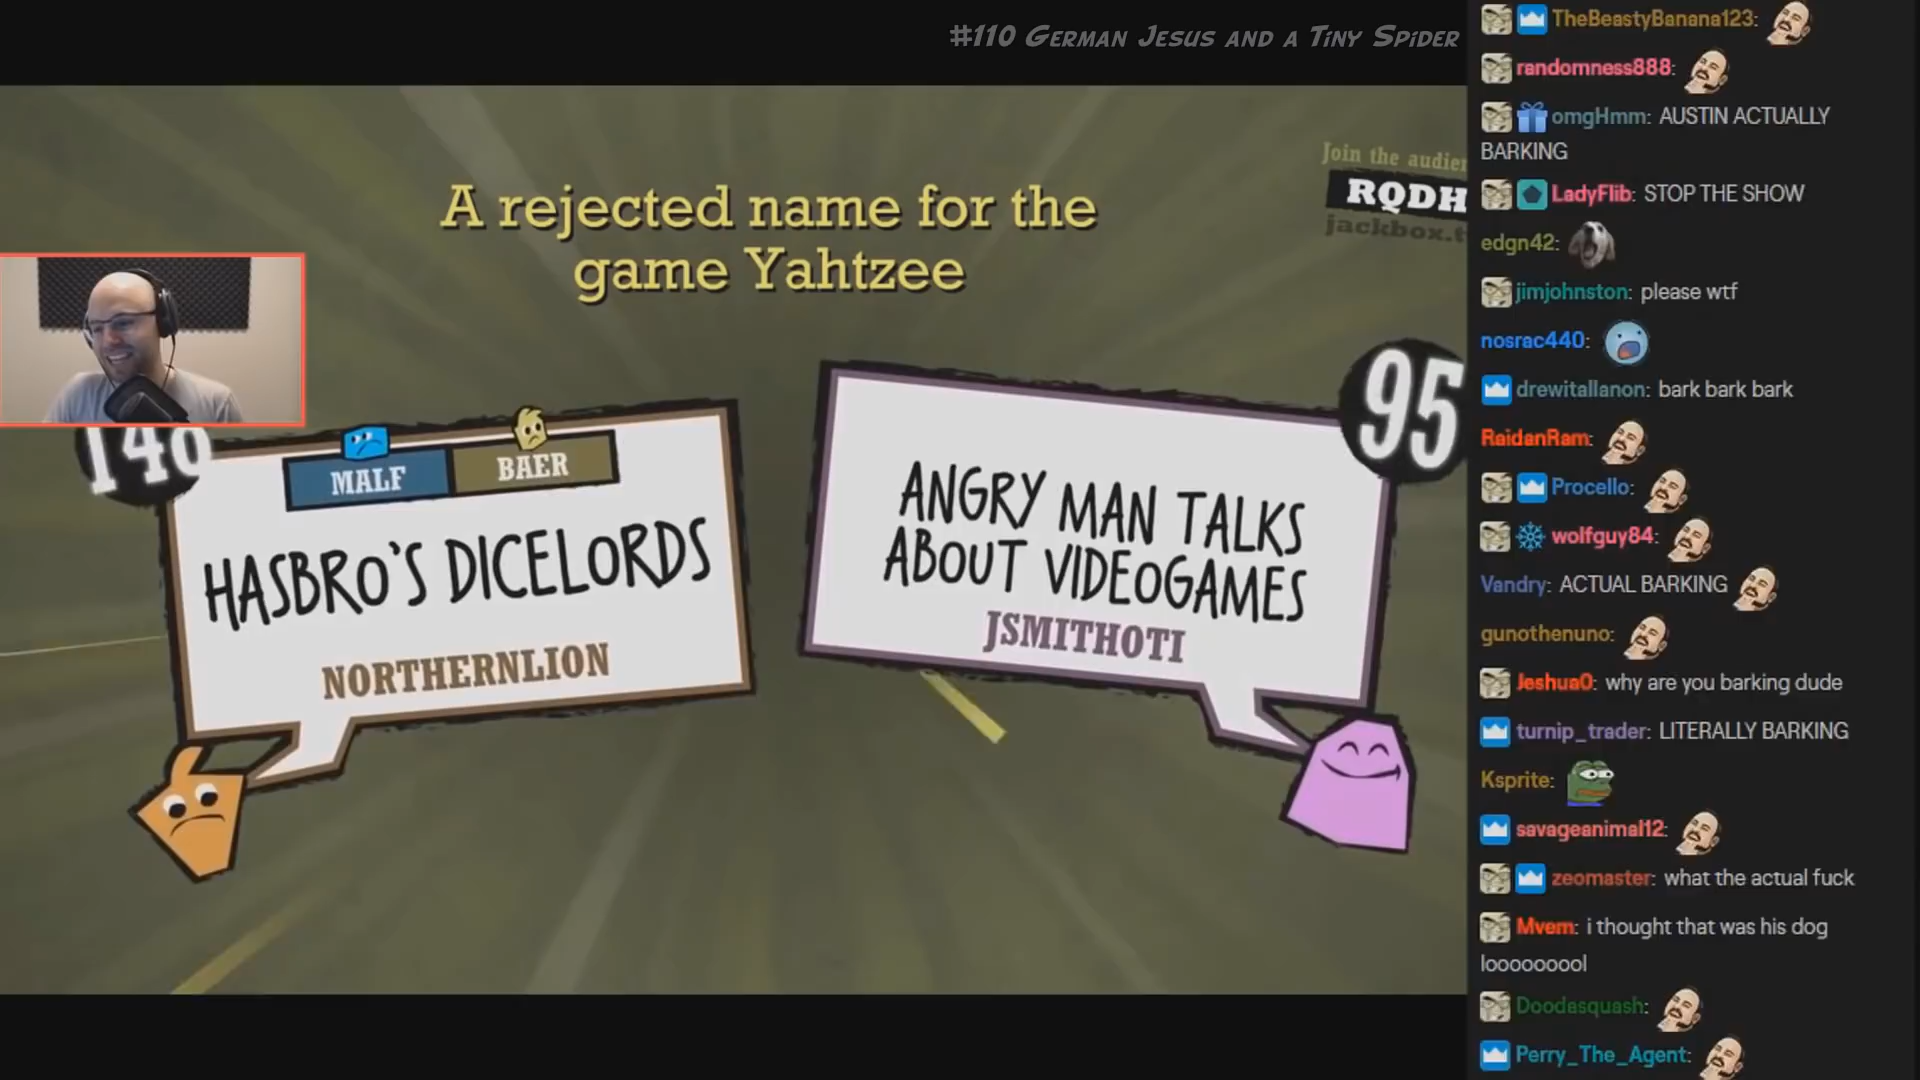 #110 German Jesus and a Tiny Spider
A rejected name for the
game Yahtzee
Join the audien
RQDH
jackbox.t
MALF
BAER
HASBRO'S DICELORDS
NORTHERNLION
95
ANGRY MAN TALKS
ABOUT VIDEOGAMES
JSMITHOTI
TheBeastyBanana123:
randomness888:
omgHmm: AUSTIN ACTUALLY
BARKING
LadyFlib: STOP THE SHOW
edgn42:
jimjohnston: please wtf
nosrac440:
drewitallanon: bark bark bark
RaidanRam:
Procello:
wolfguy84:
Vandry: ACTUAL BARKING
gunothenuno:
Jeshua0: why are you barking dude
turnip_trader: LITERALLY BARKING
Ksprite:
savageanimal12:
zeomaster: what the actual fuck
Mvem: i thought that was his dog
looooooool
Doodasquash:
Perry_The_Agent: